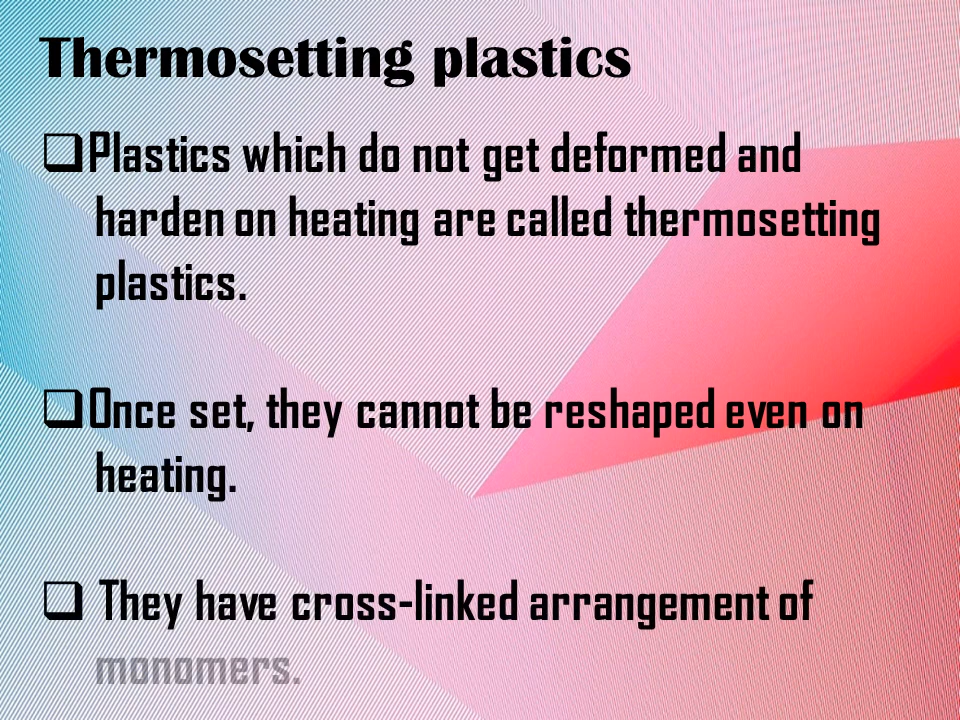 Thermosetting plastics
❑Plastics which do not get deformed and
harden on heating are called thermosetting
plastics.
❑Once set, they cannot be reshaped even on
heating.
❑ They have cross-linked arrangement of
monomers.